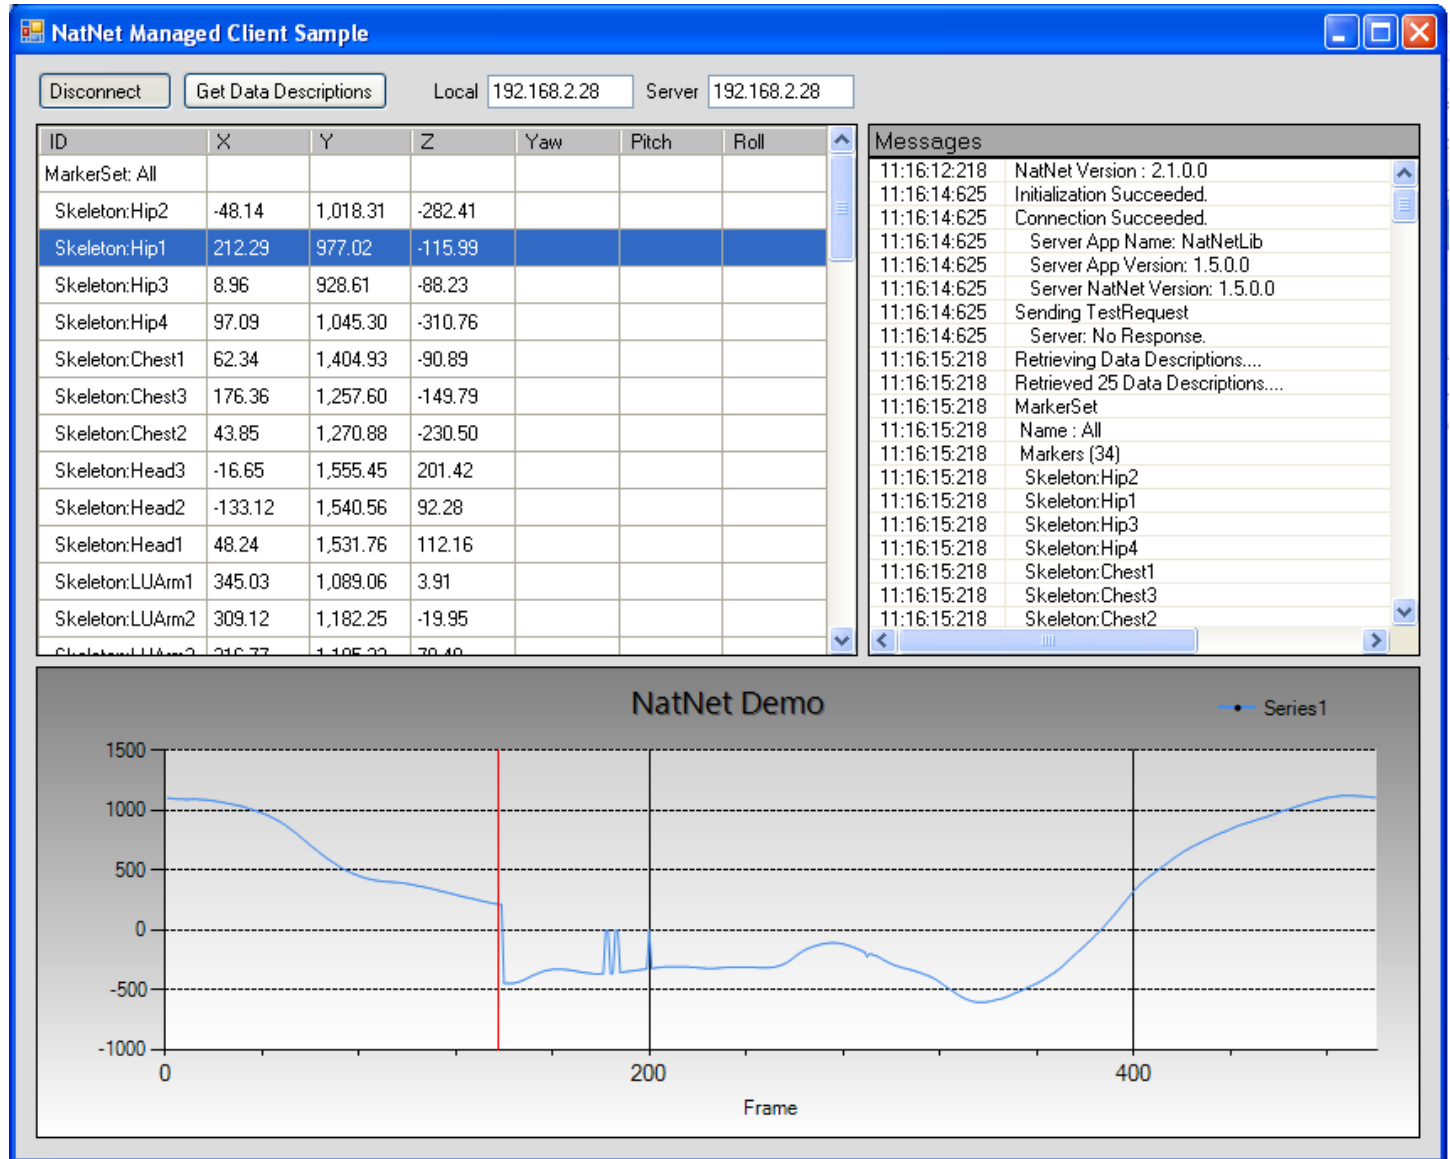 NatNet Managed Client Sample
Disconnect Get Data Descriptions Local 192.168.2.28 Server 192.168.2.28
ID X Y Z Yaw Pitch Roll
MarkerSet: All
Skeleton:Hip2 -48.14 1,018.31 -282.41
Skeleton:Hip1 212.29 977.02 -115.99
Skeleton:Hip3 8.96 928.61 -88.23
Skeleton:Hip4 97.09 1,045.30 -310.76
Skeleton:Chest1 62.34 1,404.93 -90.89
Skeleton:Chest3 176.36 1,257.60 -149.79
Skeleton:Chest2 43.85 1,270.88 -230.50
Skeleton:Head3 -16.65 1,555.45 201.42
Skeleton:Head2 -133.12 1,540.56 92.28
Skeleton:Head1 48.24 1,531.76 112.16
Skeleton:LUArm1 345.03 1,089.06 3.91
Skeleton:LUArm2 309.12 1,182.25 -19.95
Messages
11:16:12:218 NatNet Version : 2.1.0.0
11:16:14:625 Initialization Succeeded.
11:16:14:625 Connection Succeeded.
11:16:14:625 Server App Name: NatNetLib
11:16:14:625 Server App Version: 1.5.0.0
11:16:14:625 Server NatNet Version: 1.5.0.0
11:16:14:625 Sending TestRequest
11:16:14:625 Server: No Response.
11:16:15:218 Retrieving Data Descriptions....
11:16:15:218 Retrieved 25 Data Descriptions....
11:16:15:218 MarkerSet
11:16:15:218 Name : All
11:16:15:218 Markers (34)
11:16:15:218 Skeleton:Hip2
11:16:15:218 Skeleton:Hip1
11:16:15:218 Skeleton:Hip3
11:16:15:218 Skeleton:Hip4
11:16:15:218 Skeleton:Chest1
11:16:15:218 Skeleton:Chest3
11:16:15:218 Skeleton:Chest2
NatNet Demo
Series1
1500
1000
500
0
-500
-1000
0 200 400
Frame